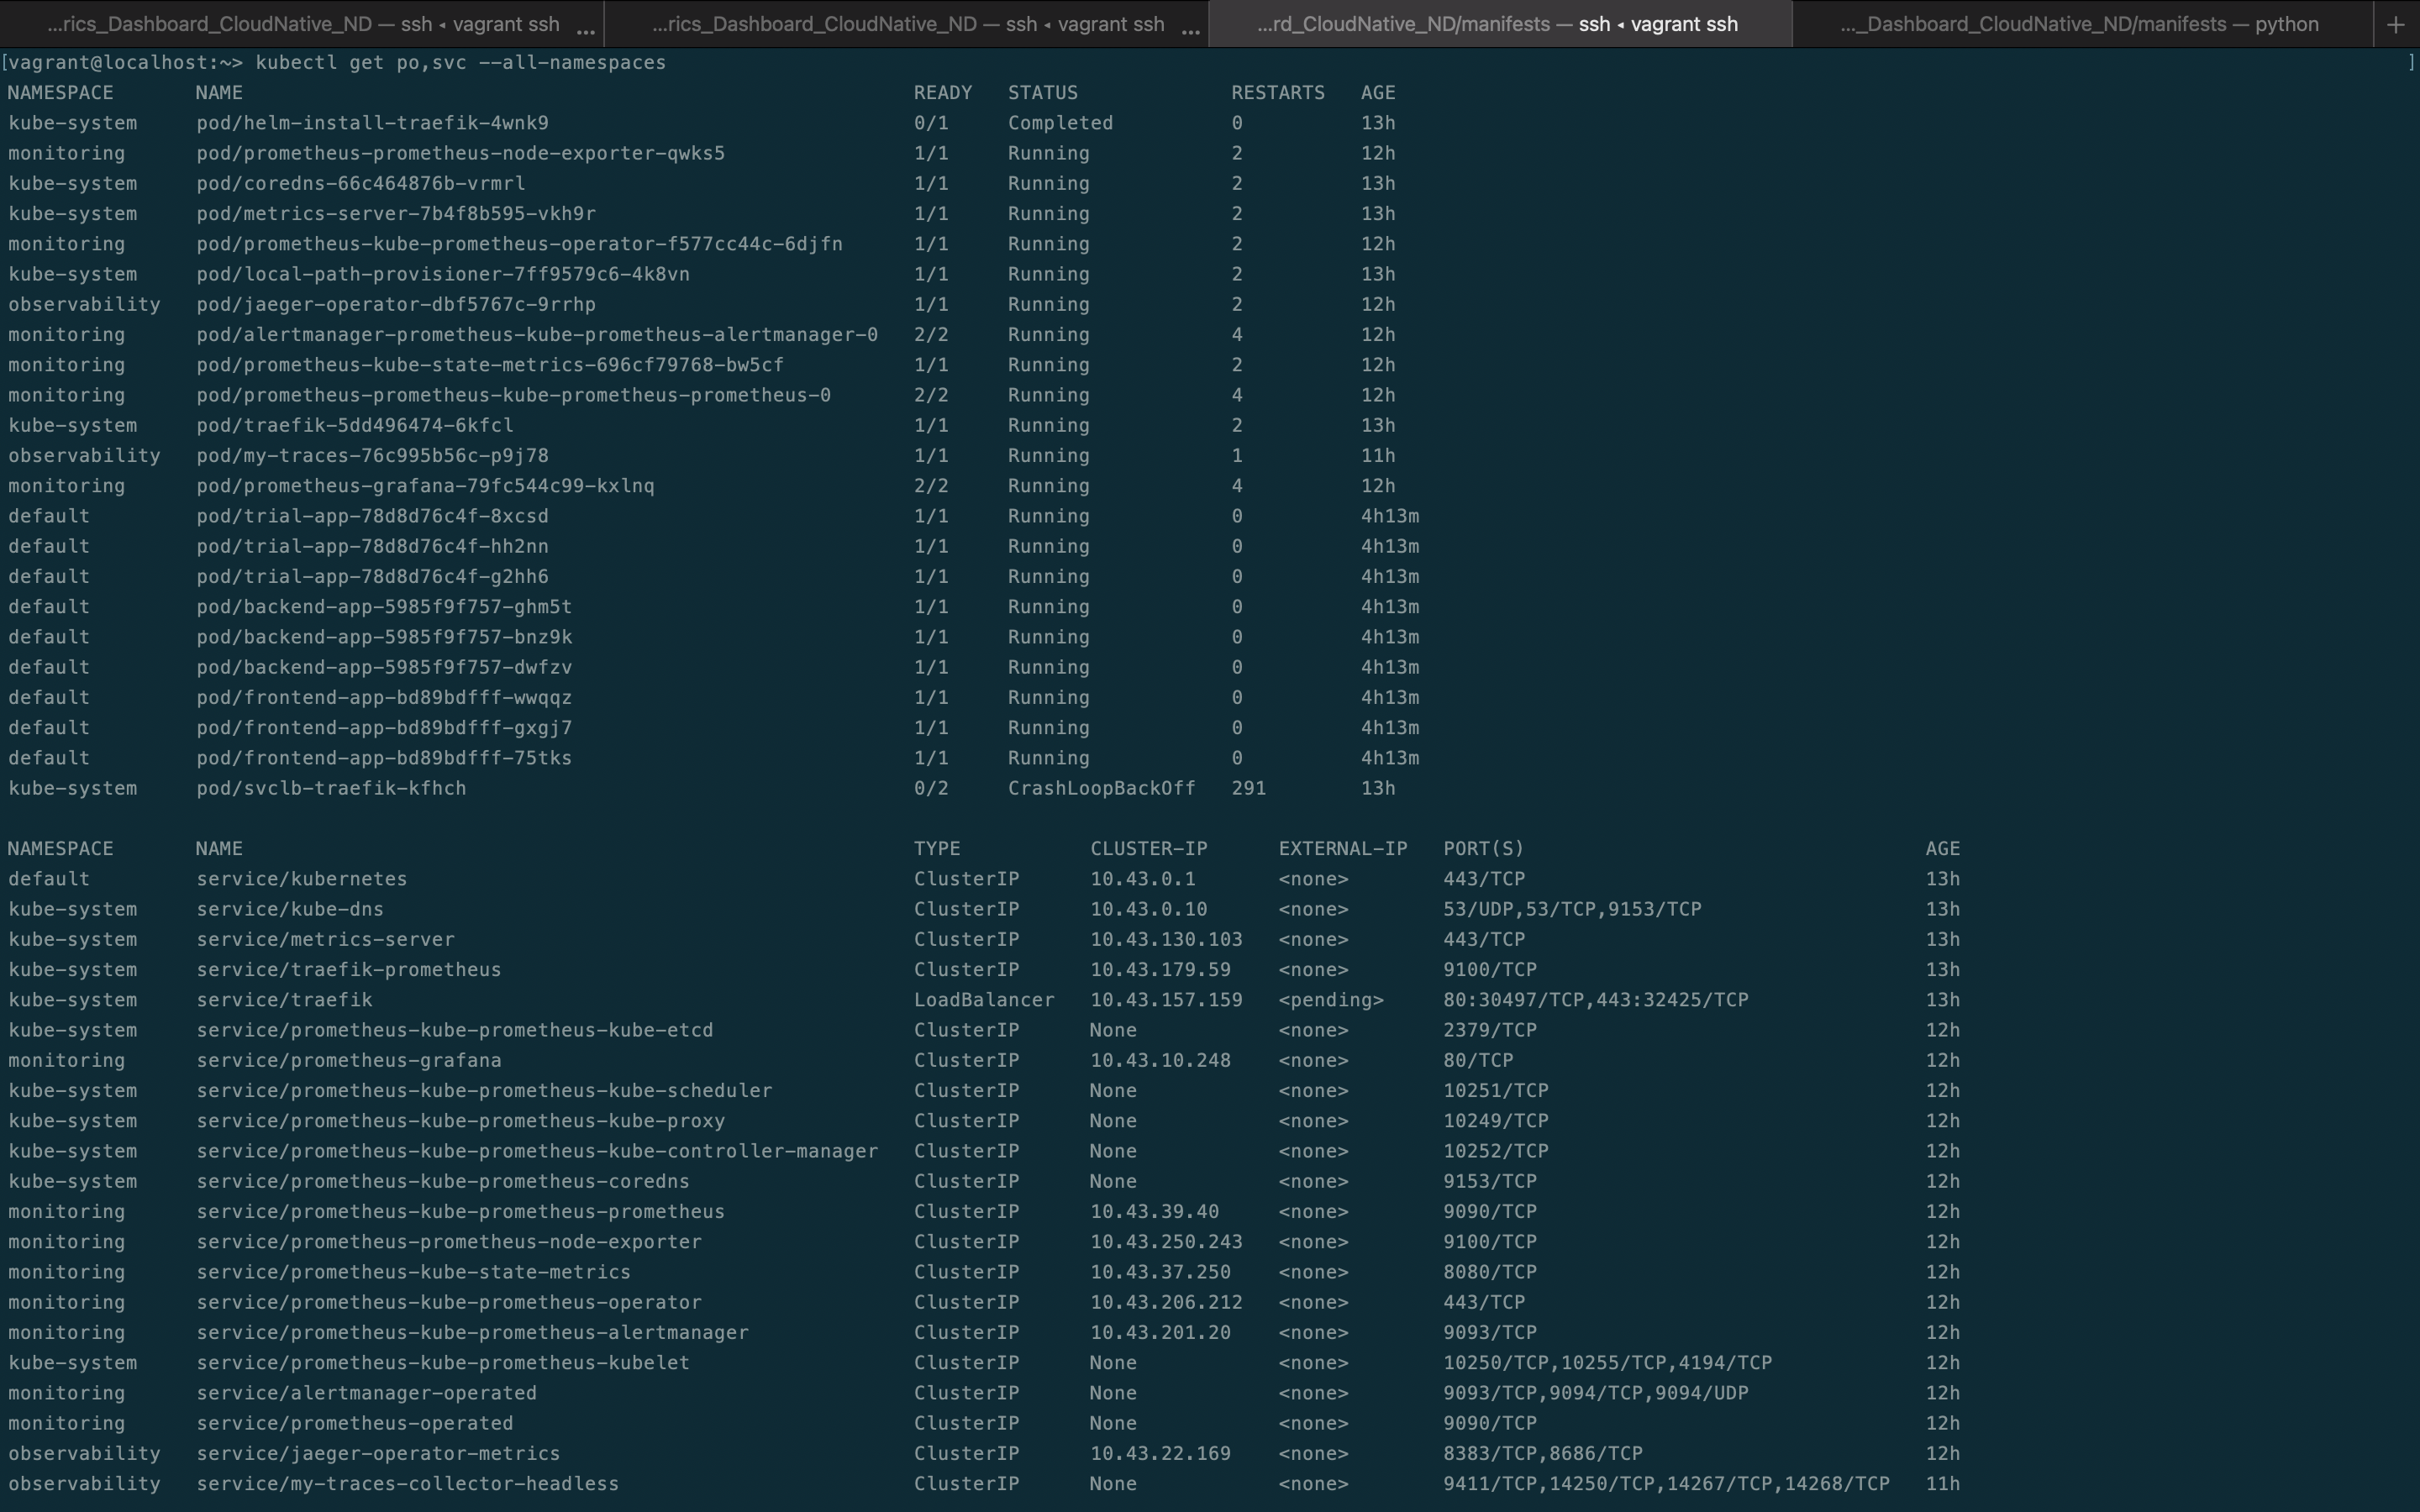 ...rics_Dashboard_CloudNative_ND — ssh ◂ vagrant ssh ... ...rics_Dashboard_CloudNative_ND — ssh ◂ vagrant ssh ... ...rd_CloudNative_ND/manifests — ssh ◂ vagrant ssh ..._Dashboard_CloudNative_ND/manifests — python +
[vagrant@localhost:~> kubectl get po,svc --all-namespaces ]
NAMESPACE NAME READY STATUS RESTARTS AGE
kube-system pod/helm-install-traefik-4wnk9 0/1 Completed 0 13h
monitoring pod/prometheus-prometheus-node-exporter-qwks5 1/1 Running 2 12h
kube-system pod/coredns-66c464876b-vrmrl 1/1 Running 2 13h
kube-system pod/metrics-server-7b4f8b595-vkh9r 1/1 Running 2 13h
monitoring pod/prometheus-kube-prometheus-operator-f577cc44c-6djfn 1/1 Running 2 12h
kube-system pod/local-path-provisioner-7ff9579c6-4k8vn 1/1 Running 2 13h
observability pod/jaeger-operator-dbf5767c-9rrhp 1/1 Running 2 12h
monitoring pod/alertmanager-prometheus-kube-prometheus-alertmanager-0 2/2 Running 4 12h
monitoring pod/prometheus-kube-state-metrics-696cf79768-bw5cf 1/1 Running 2 12h
monitoring pod/prometheus-prometheus-kube-prometheus-prometheus-0 2/2 Running 4 12h
kube-system pod/traefik-5dd496474-6kfcl 1/1 Running 2 13h
observability pod/my-traces-76c995b56c-p9j78 1/1 Running 1 11h
monitoring pod/prometheus-grafana-79fc544c99-kxlnq 2/2 Running 4 12h
default pod/trial-app-78d8d76c4f-8xcsd 1/1 Running 0 4h13m
default pod/trial-app-78d8d76c4f-hh2nn 1/1 Running 0 4h13m
default pod/trial-app-78d8d76c4f-g2hh6 1/1 Running 0 4h13m
default pod/backend-app-5985f9f757-ghm5t 1/1 Running 0 4h13m
default pod/backend-app-5985f9f757-bnz9k 1/1 Running 0 4h13m
default pod/backend-app-5985f9f757-dwfzv 1/1 Running 0 4h13m
default pod/frontend-app-bd89bdfff-wwqqz 1/1 Running 0 4h13m
default pod/frontend-app-bd89bdfff-gxgj7 1/1 Running 0 4h13m
default pod/frontend-app-bd89bdfff-75tks 1/1 Running 0 4h13m
kube-system pod/svclb-traefik-kfhch 0/2 CrashLoopBackOff 291 13h
NAMESPACE NAME TYPE CLUSTER-IP EXTERNAL-IP PORT(S) AGE
default service/kubernetes ClusterIP 10.43.0.1 <none> 443/TCP 13h
kube-system service/kube-dns ClusterIP 10.43.0.10 <none> 53/UDP,53/TCP,9153/TCP 13h
kube-system service/metrics-server ClusterIP 10.43.130.103 <none> 443/TCP 13h
kube-system service/traefik-prometheus ClusterIP 10.43.179.59 <none> 9100/TCP 13h
kube-system service/traefik LoadBalancer 10.43.157.159 <pending> 80:30497/TCP,443:32425/TCP 13h
kube-system service/prometheus-kube-prometheus-kube-etcd ClusterIP None <none> 2379/TCP 12h
monitoring service/prometheus-grafana ClusterIP 10.43.10.248 <none> 80/TCP 12h
kube-system service/prometheus-kube-prometheus-kube-scheduler ClusterIP None <none> 10251/TCP 12h
kube-system service/prometheus-kube-prometheus-kube-proxy ClusterIP None <none> 10249/TCP 12h
kube-system service/prometheus-kube-prometheus-kube-controller-manager ClusterIP None <none> 10252/TCP 12h
kube-system service/prometheus-kube-prometheus-coredns ClusterIP None <none> 9153/TCP 12h
monitoring service/prometheus-kube-prometheus-prometheus ClusterIP 10.43.39.40 <none> 9090/TCP 12h
monitoring service/prometheus-prometheus-node-exporter ClusterIP 10.43.250.243 <none> 9100/TCP 12h
monitoring service/prometheus-kube-state-metrics ClusterIP 10.43.37.250 <none> 8080/TCP 12h
monitoring service/prometheus-kube-prometheus-operator ClusterIP 10.43.206.212 <none> 443/TCP 12h
monitoring service/prometheus-kube-prometheus-alertmanager ClusterIP 10.43.201.20 <none> 9093/TCP 12h
kube-system service/prometheus-kube-prometheus-kubelet ClusterIP None <none> 10250/TCP,10255/TCP,4194/TCP 12h
monitoring service/alertmanager-operated ClusterIP None <none> 9093/TCP,9094/TCP,9094/UDP 12h
monitoring service/prometheus-operated ClusterIP None <none> 9090/TCP 12h
observability service/jaeger-operator-metrics ClusterIP 10.43.22.169 <none> 8383/TCP,8686/TCP 12h
observability service/my-traces-collector-headless ClusterIP None <none> 9411/TCP,14250/TCP,14267/TCP,14268/TCP 11h